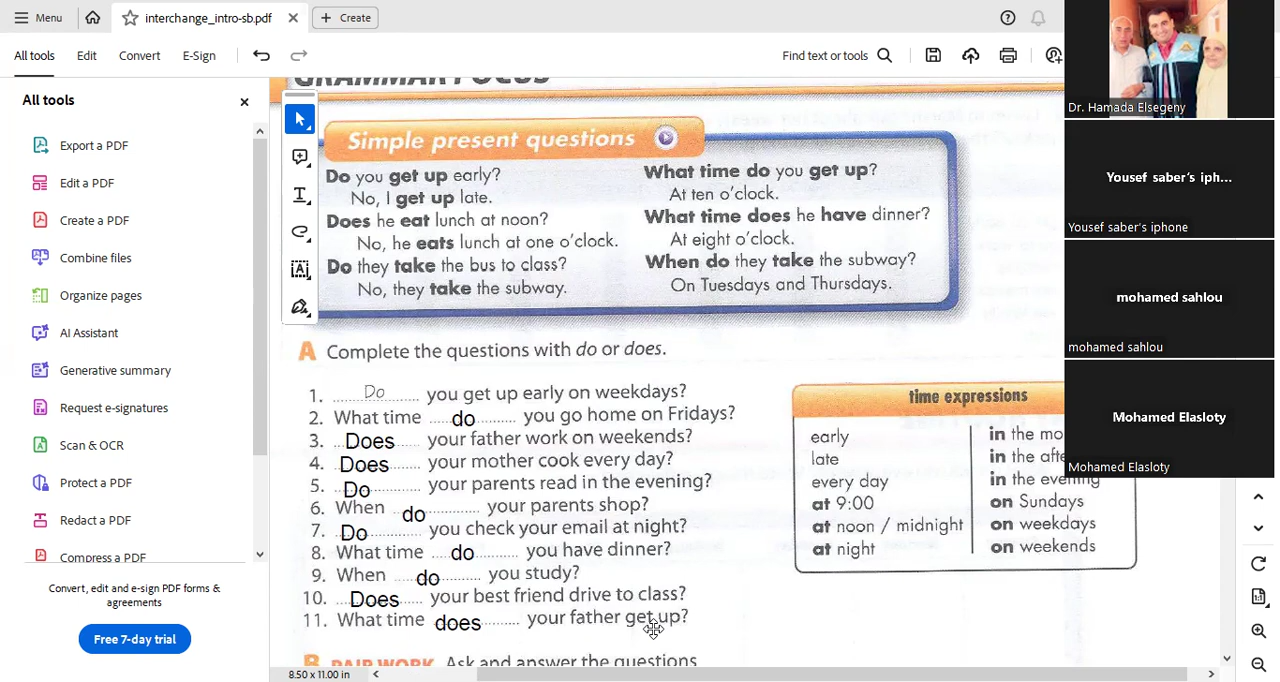 Menu
interchange_intro-sb.pdf
Create
All tools
Edit
Convert
E-Sign
Find text or tools
All tools
Export a PDF
Edit a PDF
Create a PDF
Combine files
Organize pages
AI Assistant
Generative summary
Request e-signatures
Scan & OCR
Protect a PDF
Redact a PDF
Compress a PDF
Convert, edit and e-sign PDF forms &
agreements
Free 7-day trial
GRAMMAR FOCUS
Simple present questions
Do you get up early?
No, I get up late.
Does he eat lunch at noon?
No, he eats lunch at one o'clock.
Do they take the bus to class?
No, they take the subway.
What time do you get up?
At ten o'clock.
What time does he have dinner?
At eight o'clock.
When do they take the subway?
On Tuesdays and Thursdays.
A Complete the questions with do or does.
1. Do you get up early on weekdays?
2. What time do you go home on Fridays?
3. Does your father work on weekends?
4. Does your mother cook every day?
5. Do your parents read in the evening?
6. When do your parents shop?
7. Do you check your email at night?
8. What time do you have dinner?
9. When do you study?
10. Does your best friend drive to class?
11. What time does your father get up?
time expressions
early
late
every day
at 9:00
at noon / midnight
at night
in the mo
in the afte
in the evening
on Sundays
on weekdays
on weekends
B PAIR WORK Ask and answer the questions
8.50 x 11.00 in
Dr. Hamada Elsegeny
Yousef saber's iph...
Yousef saber's iphone
mohamed sahlou
mohamed sahlou
Mohamed Elasloty
Mohamed Elasloty